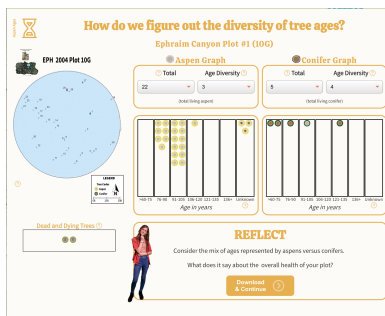 How do we figure out the diversity of tree ages?
Ephraim Canyon Plot #1 (10G)
EPH 2004 Plot 10G
Aspen Graph
Conifer Graph
Total
Age Diversity
Total
Age Diversity
22
3
5
4
(total living aspen)
(total living conifer)
LEGEND
Tree Codes
Aspen
Conifer
<60-75 76-90 91-105 106-120 121-135 136+ Unknown
<60-75 76-90 91-105 106-120 121-135 136+ Unknown
Age in years
Age in years
Dead and Dying Trees
REFLECT
Consider the mix of ages represented by aspens versus conifers.
What does it say about the overall health of your plot?
Download
& Continue